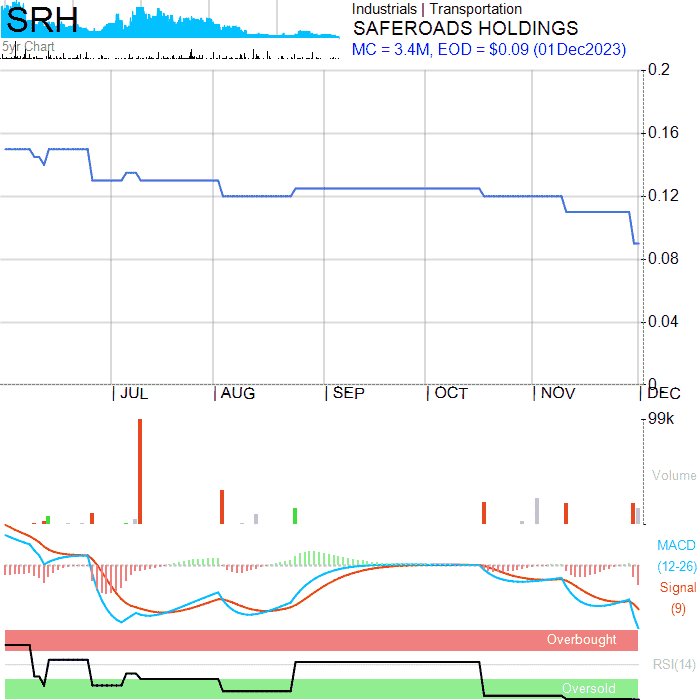 SRH
5yr Chart
Industrials | Transportation
SAFEROADS HOLDINGS
MC = 3.4M, EOD = $0.09 (01Dec2023)
0.2
0.16
0.12
0.08
0.04
0
JUL AUG SEP OCT NOV DEC
99k
Volume
MACD
(12-26)
Signal
(9)
Overbought
RSI(14)
Oversold